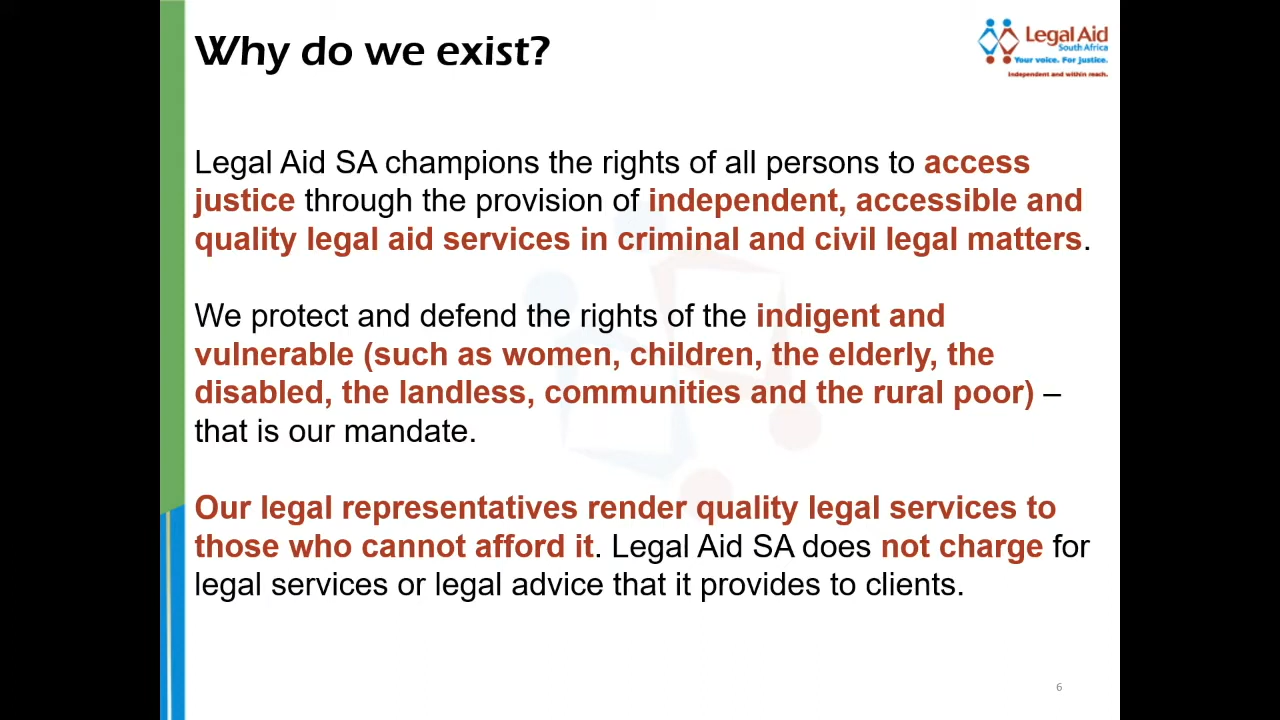 Why do we exist?
Legal Aid
South Africa
Your voice. For justice.
Independent and within reach.
Legal Aid SA champions the rights of all persons to access
justice through the provision of independent, accessible and
quality legal aid services in criminal and civil legal matters.
We protect and defend the rights of the indigent and
vulnerable (such as women, children, the elderly, the
disabled, the landless, communities and the rural poor) –
that is our mandate.
Our legal representatives render quality legal services to
those who cannot afford it. Legal Aid SA does not charge for
legal services or legal advice that it provides to clients.
6